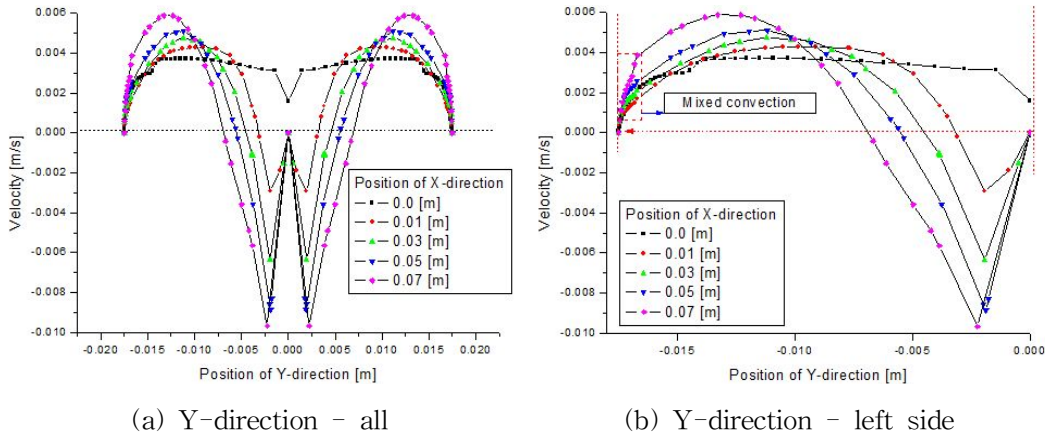 0.006
0.004
0.002
0.000
-0.002
-0.004
-0.006
-0.008
-0.010
Velocity [m/s]
Position of X-direction
0.0 [m]
0.01 [m]
0.03 [m]
0.05 [m]
0.07 [m]
-0.020 -0.015 -0.010 -0.005 0.000 0.005 0.010 0.015 0.020
Position of Y-direction [m]
(a) Y-direction - all
0.006
0.004
0.002
0.000
-0.002
-0.004
-0.006
-0.008
-0.010
Velocity [m/s]
Mixed convection
Position of X-direction
0.0 [m]
0.01 [m]
0.03 [m]
0.05 [m]
0.07 [m]
-0.015 -0.010 -0.005 0.000
Position of Y-direction [m]
(b) Y-direction - left side